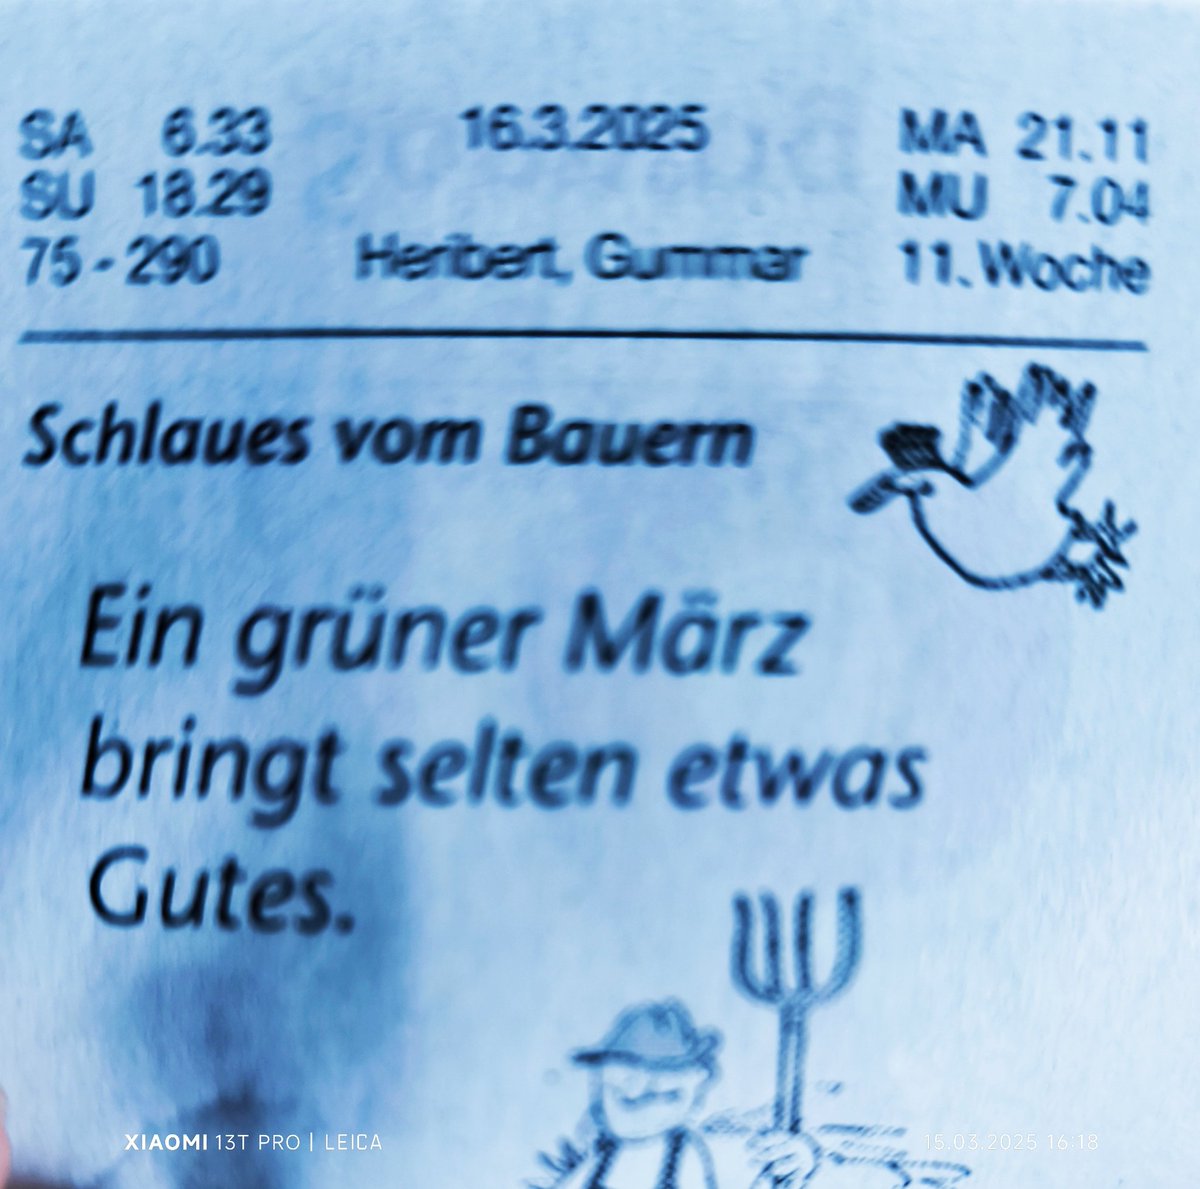 SA 6.33 16.3.2025 MA 21.11
SU 18.29 MU 7.04
75-290 Heribert, Gummar 11. Woche
Schlaues vom Bauern
Ein grüner März
bringt selten etwas
Gutes.
XIAOMI 13T PRO | LEICA 15.03.2025 16:18